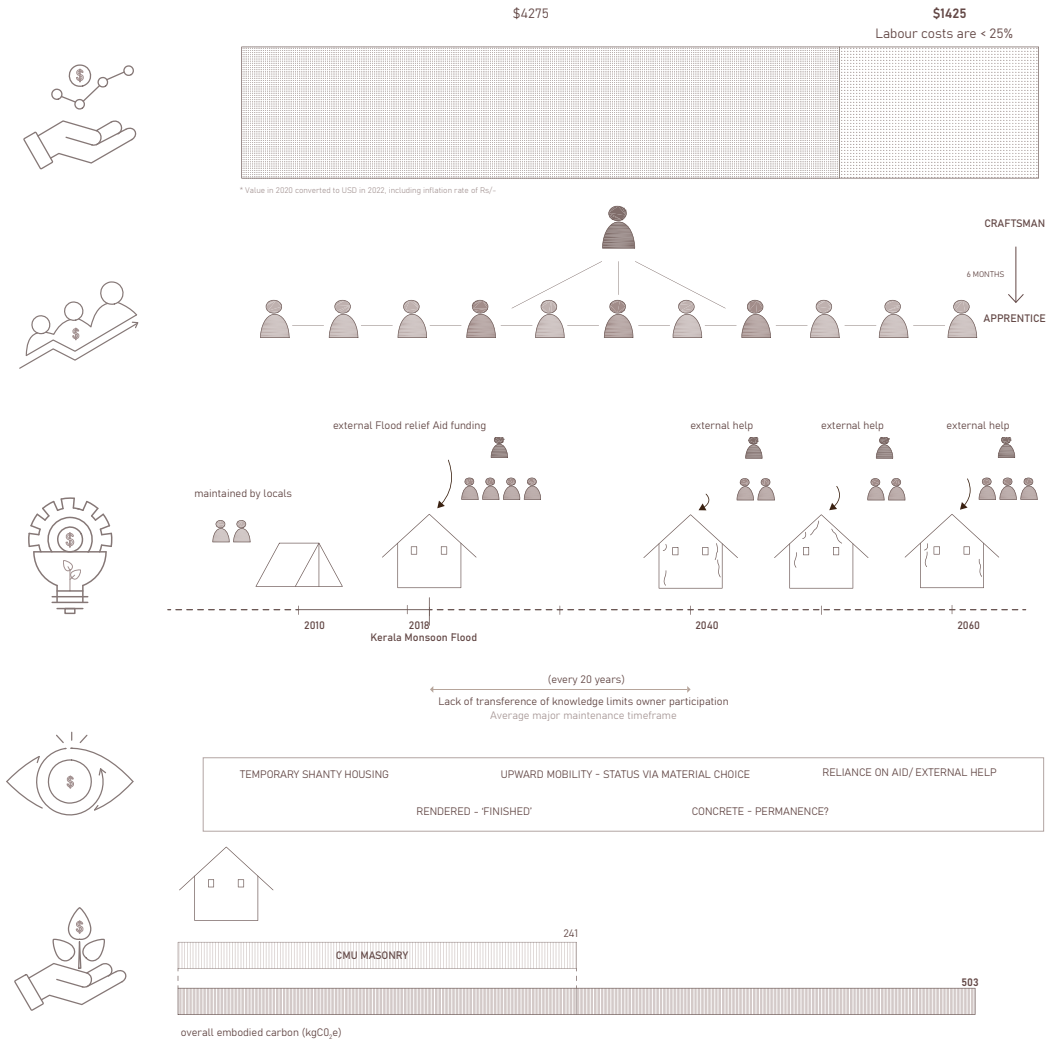 $4275
$1425
Labour costs are < 25%
$
* Value in 2020 converted to USD in 2022, including inflation rate of Rs/-
CRAFTSMAN
6 MONTHS
APPRENTICE
$
external Flood relief Aid funding
external help
external help
external help
maintained by locals
$
2010
2018
2040
2060
Kerala Monsoon Flood
(every 20 years)
Lack of transference of knowledge limits owner participation
Average major maintenance timeframe
$
TEMPORARY SHANTY HOUSING
UPWARD MOBILITY - STATUS VIA MATERIAL CHOICE
RELIANCE ON AID/ EXTERNAL HELP
RENDERED - 'FINISHED'
CONCRETE - PERMANENCE?
$
241
CMU MASONRY
503
overall embodied carbon (kgC0₂e)